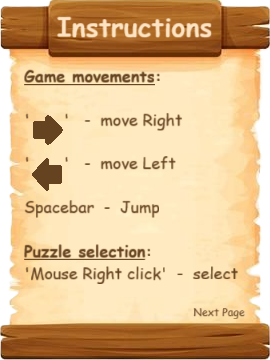 Instructions
Game movements:
' ' - move Right
' ' - move Left
Spacebar - Jump
Puzzle selection:
'Mouse Right click' - select
Next Page